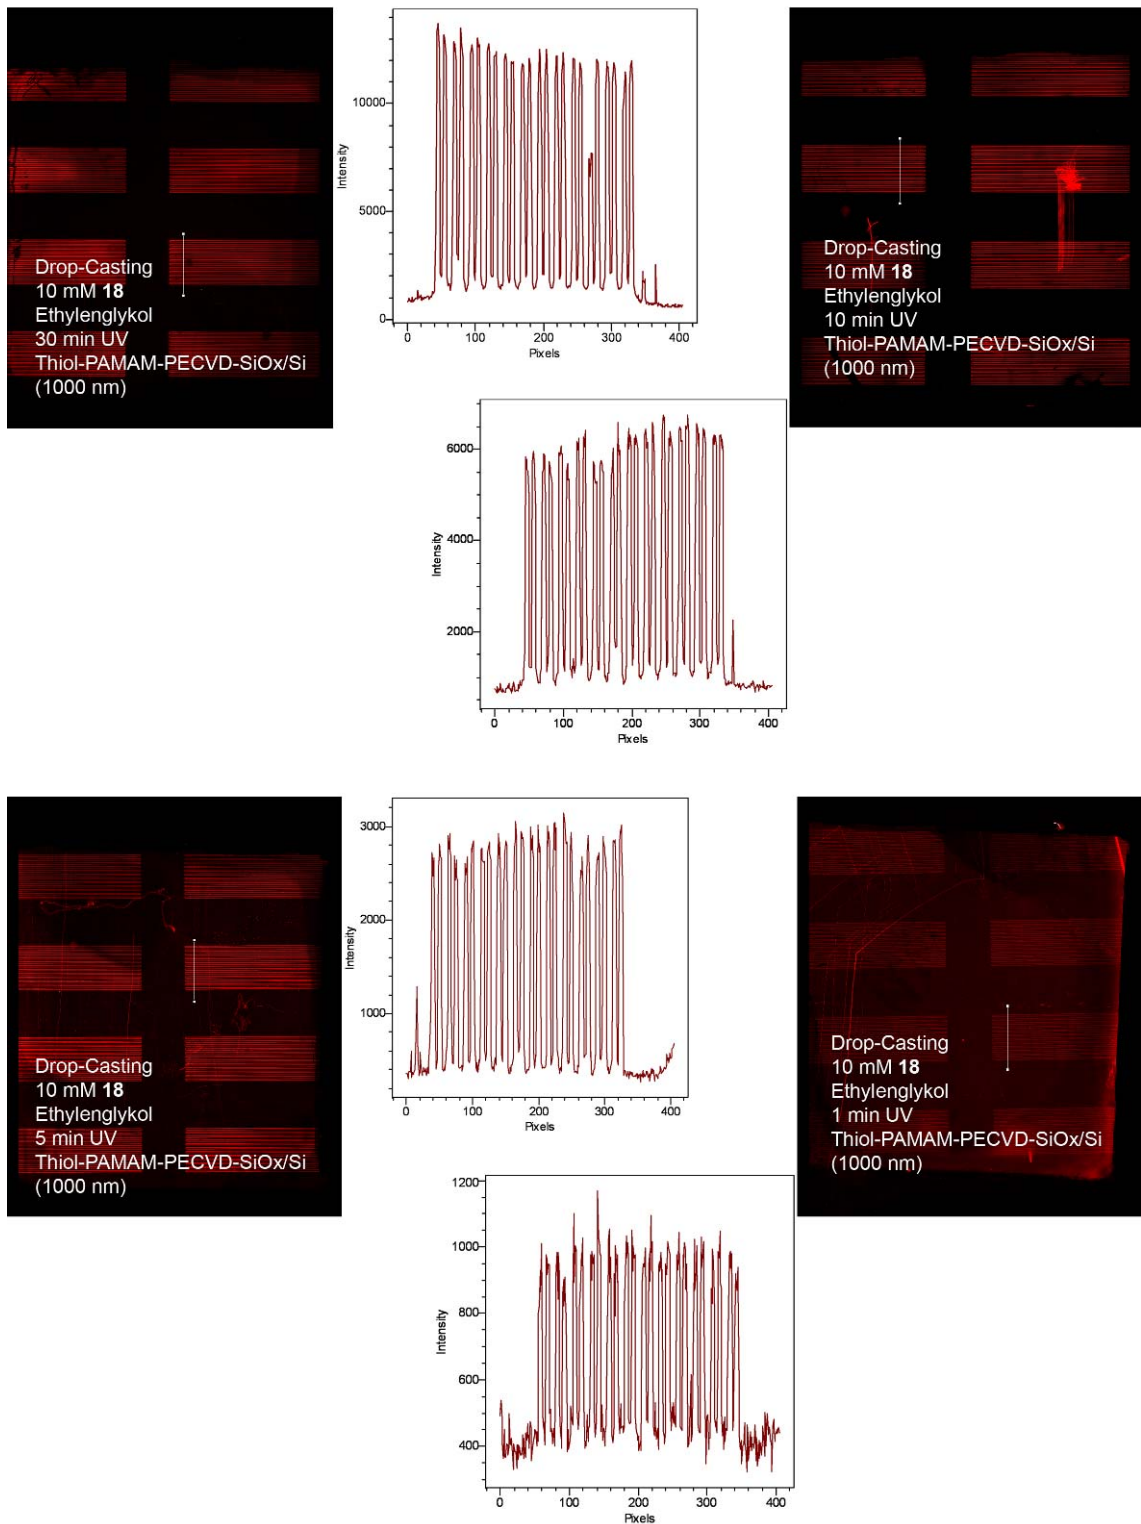 10000
5000
0
Intensity
0
100
200
300
400
Pixels
Drop-Casting
10 mM 18
Ethylenglykol
30 min UV
Thiol-PAMAM-PECVD-SiOx/Si
(1000 nm)
Drop-Casting
10 mM 18
Ethylenglykol
10 min UV
Thiol-PAMAM-PECVD-SiOx/Si
(1000 nm)
6000
4000
2000
Intensity
0
100
200
300
400
Pixels
3000
2000
1000
Intensity
0
100
200
300
400
Pixels
Drop-Casting
10 mM 18
Ethylenglykol
5 min UV
Thiol-PAMAM-PECVD-SiOx/Si
(1000 nm)
Drop-Casting
10 mM 18
Ethylenglykol
1 min UV
Thiol-PAMAM-PECVD-SiOx/Si
(1000 nm)
1200
1000
800
600
400
Intensity
0
100
200
300
400
Pixels